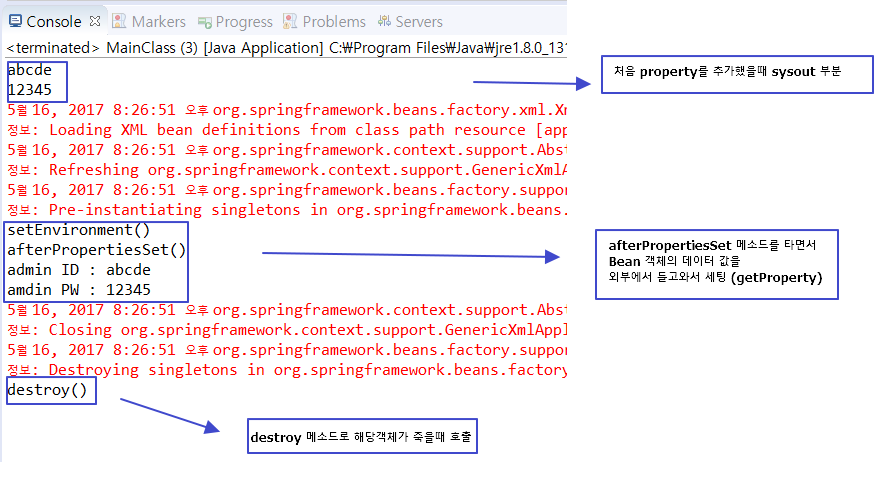 Console Markers Progress Problems Servers
<terminated> MainClass (3) [Java Application] C:₩Program Files₩Java₩jre1.8.0_131
abcde
12345
처음 property를 추가했을때 sysout 부분
5월 16, 2017 8:26:51 오후 org.springframework.beans.factory.xml.Xm
정보: Loading XML bean definitions from class path resource [app
5월 16, 2017 8:26:51 오후 org.springframework.context.support.Abst
정보: Refreshing org.springframework.context.support.GenericXmlA
5월 16, 2017 8:26:51 오후 org.springframework.beans.factory.suppor
정보: Pre-instantiating singletons in org.springframework.beans.
setEnvironment()
afterPropertiesSet()
admin ID : abcde
amdin PW : 12345
afterPropertiesSet 메소드를 타면서
Bean 객체의 데이터 값을
외부에서 들고와서 세팅 (getProperty)
5월 16, 2017 8:26:51 오후 org.springframework.context.support.Abst
정보: Closing org.springframework.context.support.GenericXmlAppl
5월 16, 2017 8:26:51 오후 org.springframework.beans.factory.suppor
정보: Destroying singletons in org.springframework.beans.factory
destroy()
destroy 메소드로 해당객체가 죽을때 호출